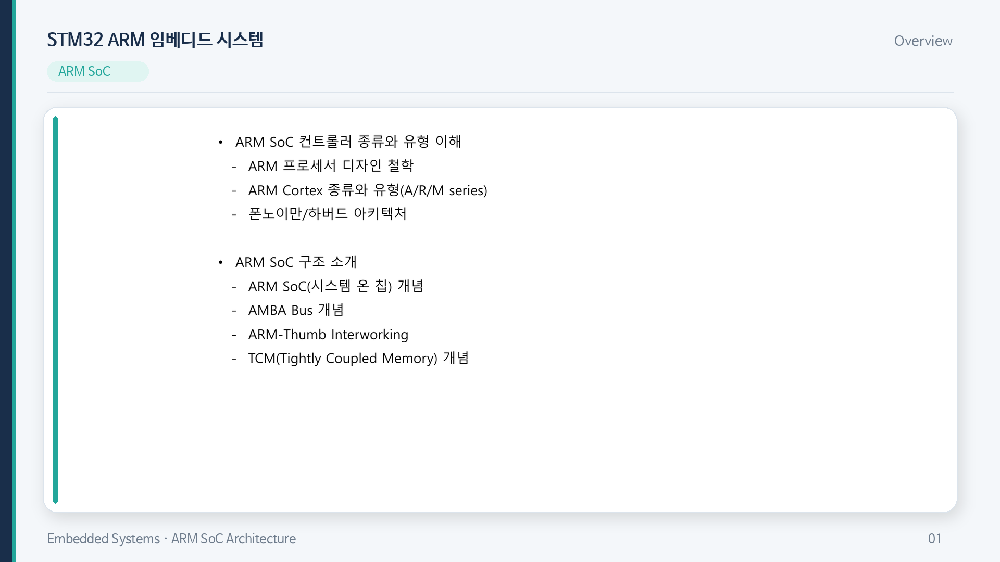 STM32 ARM 임베디드 시스템
Overview
ARM SoC
• ARM SoC 컨트롤러 종류와 유형 이해
- ARM 프로세서 디자인 철학
- ARM Cortex 종류와 유형(A/R/M series)
- 폰노이만/하버드 아키텍처
• ARM SoC 구조 소개
- ARM SoC(시스템 온 칩) 개념
- AMBA Bus 개념
- ARM-Thumb Interworking
- TCM(Tightly Coupled Memory) 개념
Embedded Systems · ARM SoC Architecture
01